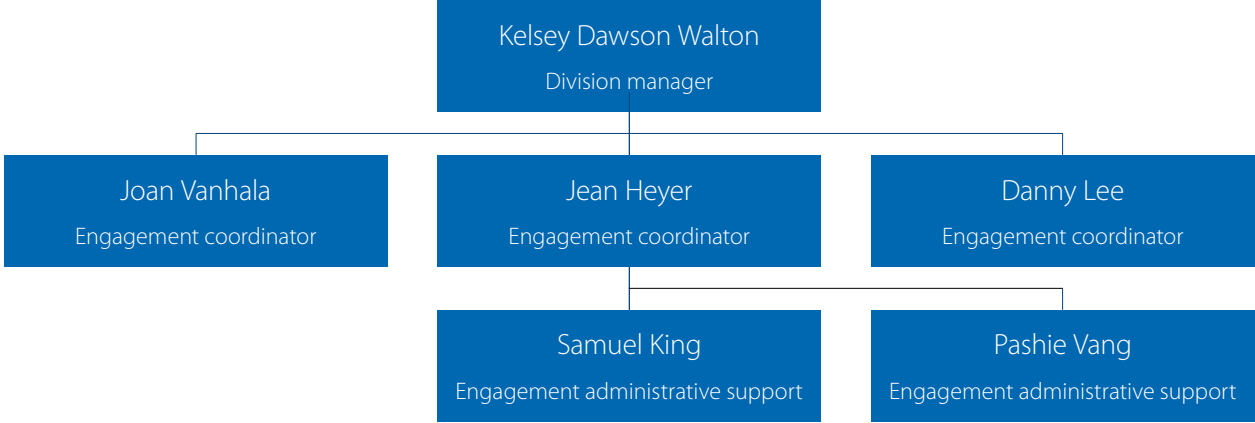 Kelsey Dawson Walton
Division manager
Joan Vanhala
Engagement coordinator
Jean Heyer
Engagement coordinator
Danny Lee
Engagement coordinator
Samuel King
Engagement administrative support
Pashie Vang
Engagement administrative support